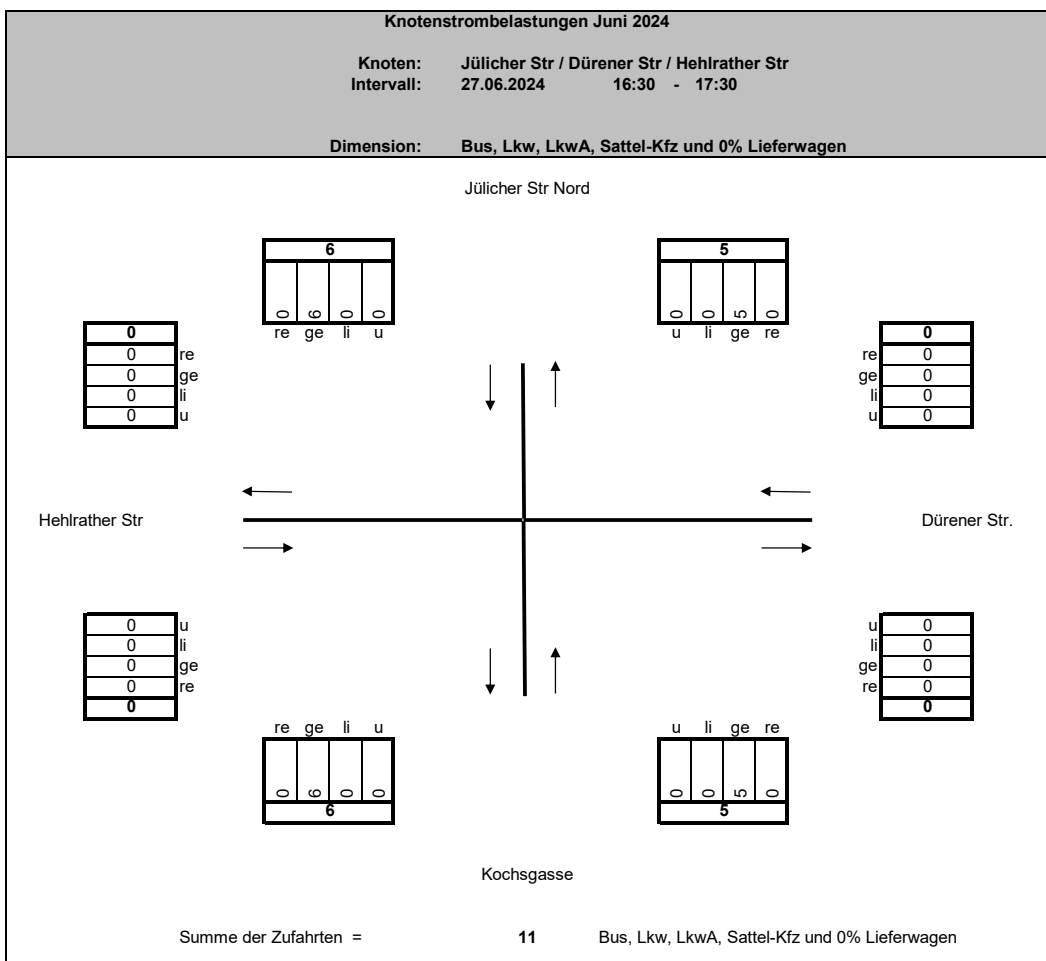 Knotenstrombelastungen Juni 2024
Knoten: Jülicher Str / Dürener Str / Hehlrather Str
Intervall: 27.06.2024 16:30 - 17:30
Dimension: Bus, Lkw, LkwA, Sattel-Kfz und 0% Lieferwagen
Jülicher Str Nord
6 5
0 6 0 0 0 0 5 0
re ge li u u li ge re
0 0
0 re re 0
0 ge ge 0
0 li li 0
0 u u 0
Hehlrather Str Dürener Str.
0 u u 0
0 li li 0
0 ge ge 0
0 re re 0
0 0
re ge li u u li ge re
0 6 0 0 0 0 5 0
6 5
Kochsgasse
Summe der Zufahrten = 11 Bus, Lkw, LkwA, Sattel-Kfz und 0% Lieferwagen